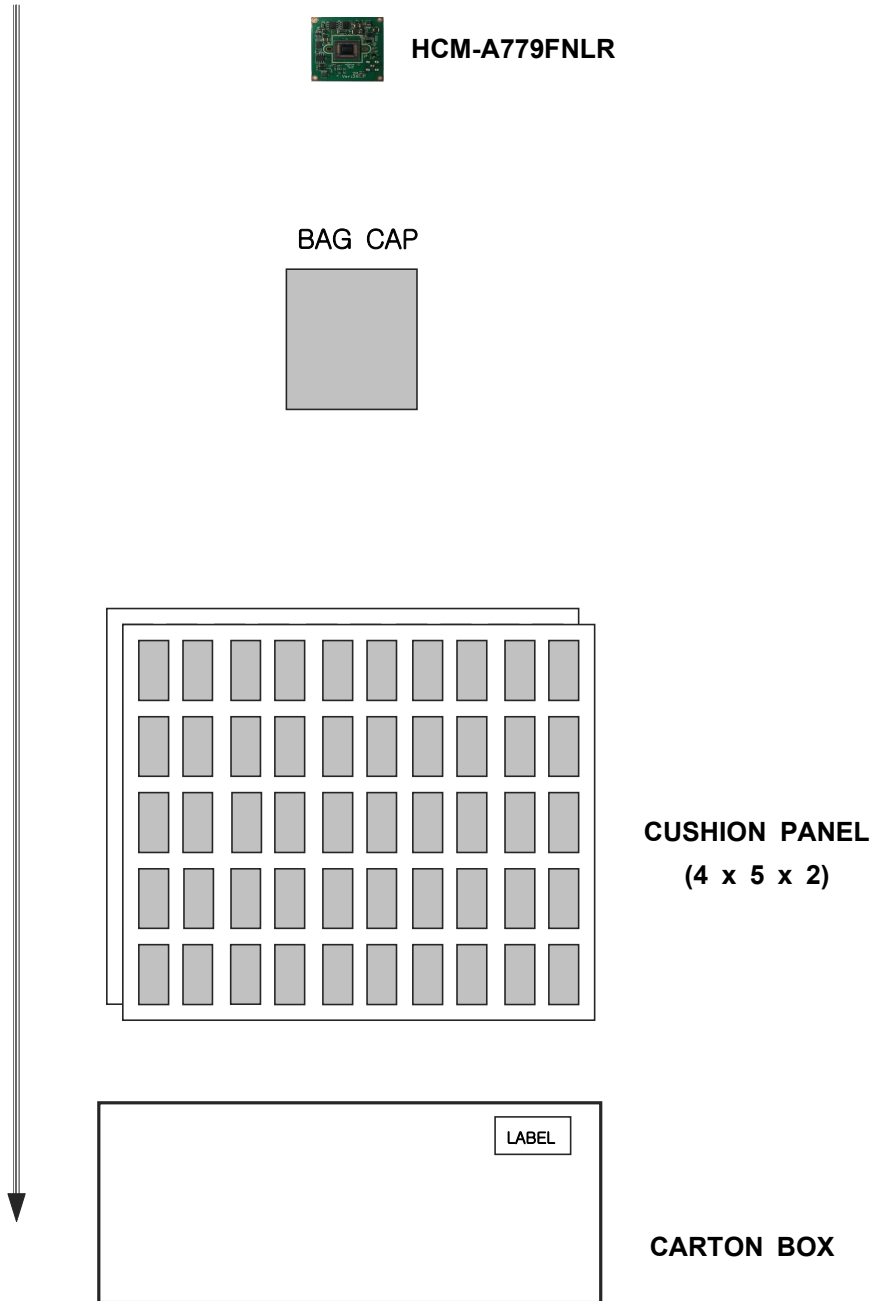 HCM-A779FNLR
BAG CAP
CUSHION PANEL
(4 x 5 x 2)
LABEL
CARTON BOX